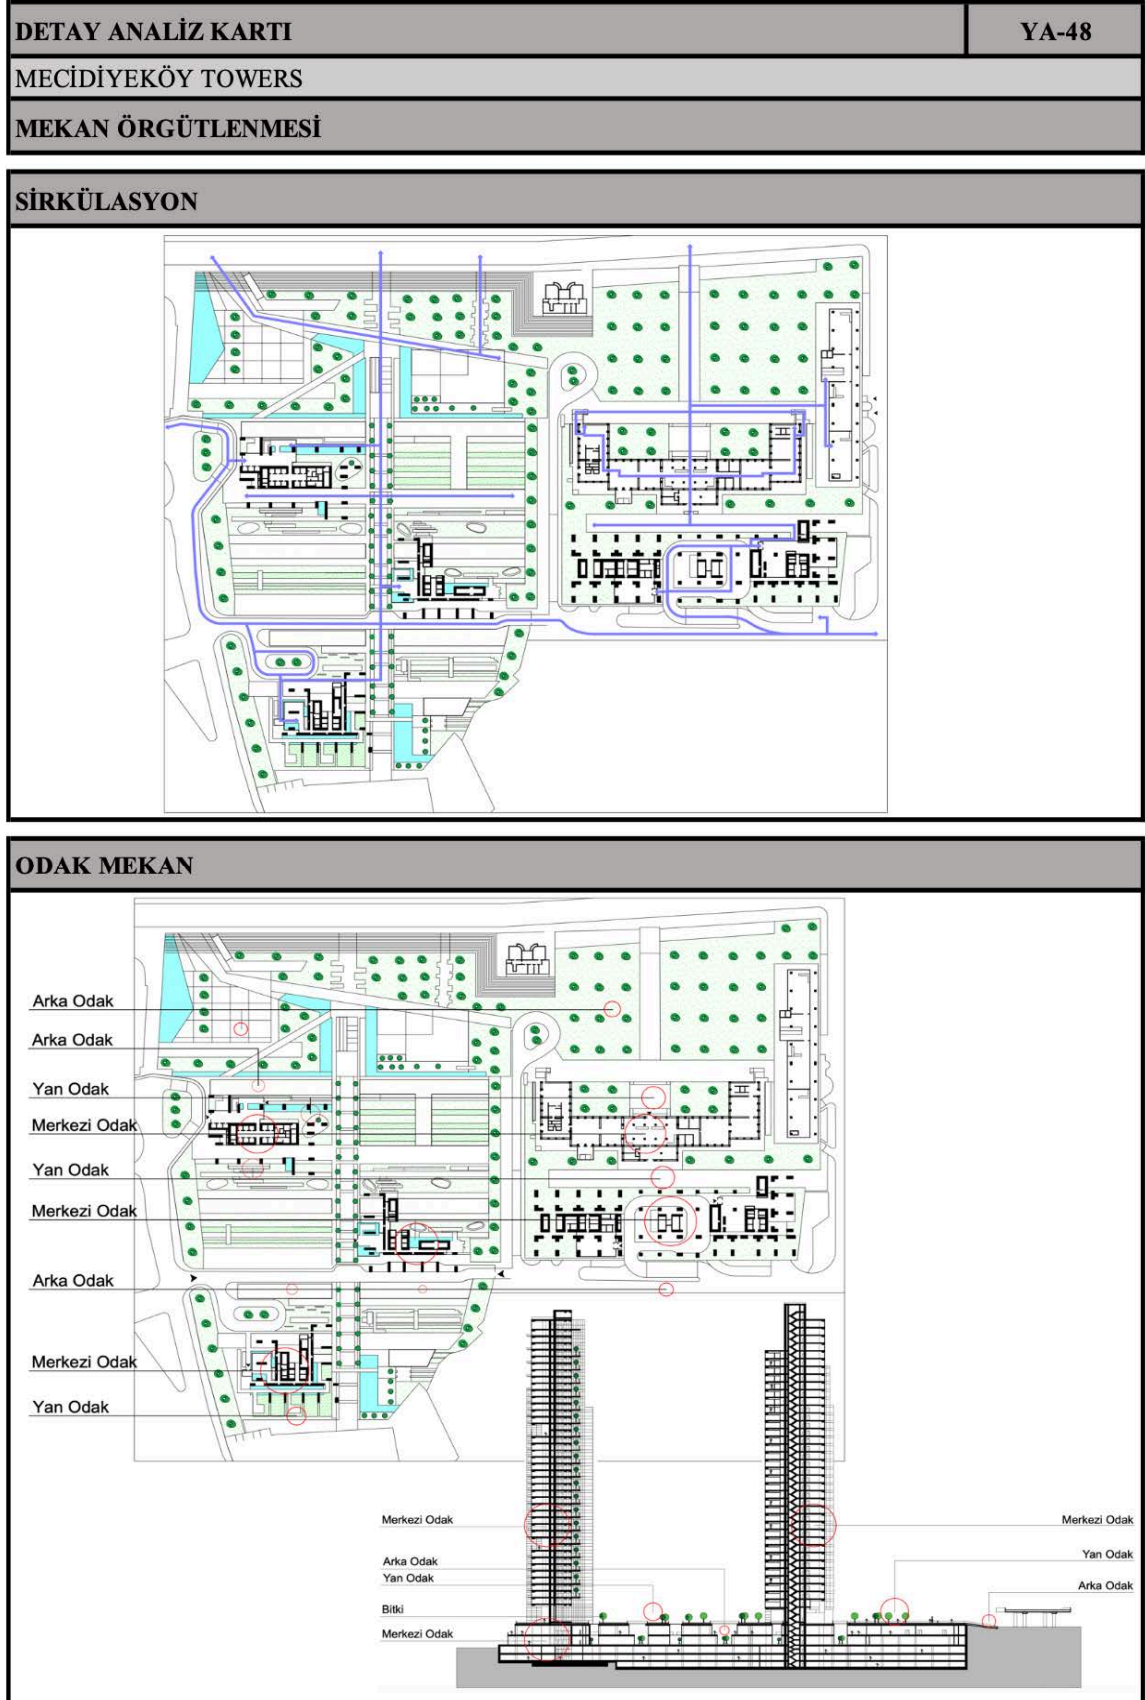 DETAY ANALİZ KARTI YA-48
MECİDİYEKÖY TOWERS
MEKAN ÖRGÜTLENMESİ
SİRKÜLASYON
ODAK MEKAN
Arka Odak
Arka Odak
Yan Odak
Merkezi Odak
Yan Odak
Merkezi Odak
Arka Odak
Merkezi Odak
Yan Odak
Merkezi Odak
Merkezi Odak
Arka Odak
Yan Odak
Yan Odak
Arka Odak
Bitki
Merkezi Odak